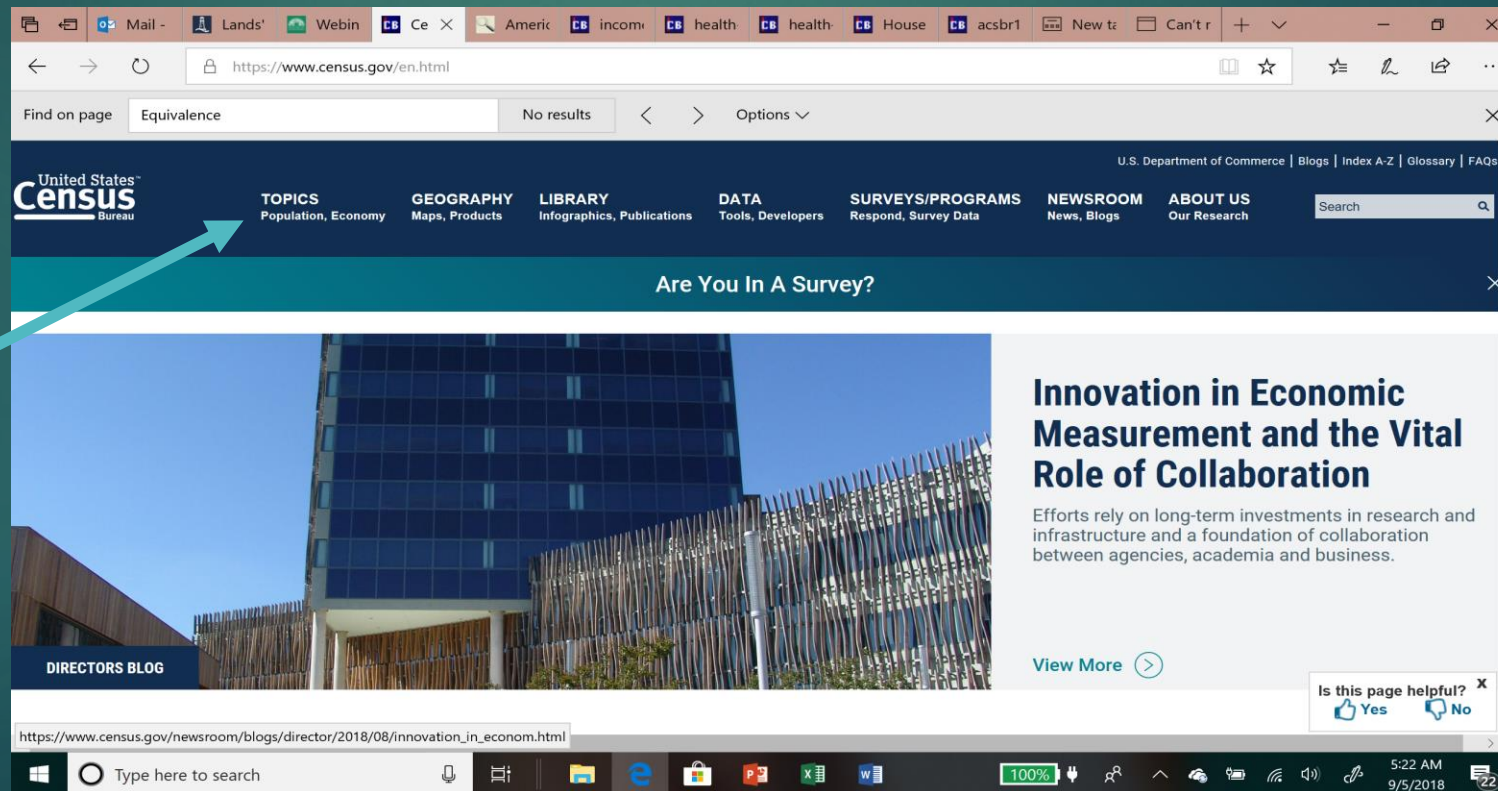 Mail - Lands' Webin Ce Americ income health- health- House acsbr1 New ta Can't r
https://www.census.gov/en.html
Find on page Equivalence No results Options
U.S. Department of Commerce | Blogs | Index A-Z | Glossary | FAQs
United States™
Census
Bureau
TOPICS GEOGRAPHY LIBRARY DATA SURVEYS/PROGRAMS NEWSROOM ABOUT US
Population, Economy Maps, Products Infographics, Publications Tools, Developers Respond, Survey Data News, Blogs Our Research
Search
Are You In A Survey?
Innovation in Economic
Measurement and the Vital
Role of Collaboration
Efforts rely on long-term investments in research and
infrastructure and a foundation of collaboration
between agencies, academia and business.
DIRECTORS BLOG
View More
Is this page helpful? X
Yes No
https://www.census.gov/newsroom/blogs/director/2018/08/innovation_in_econom.html
Type here to search
100%
5:22 AM
9/5/2018
22